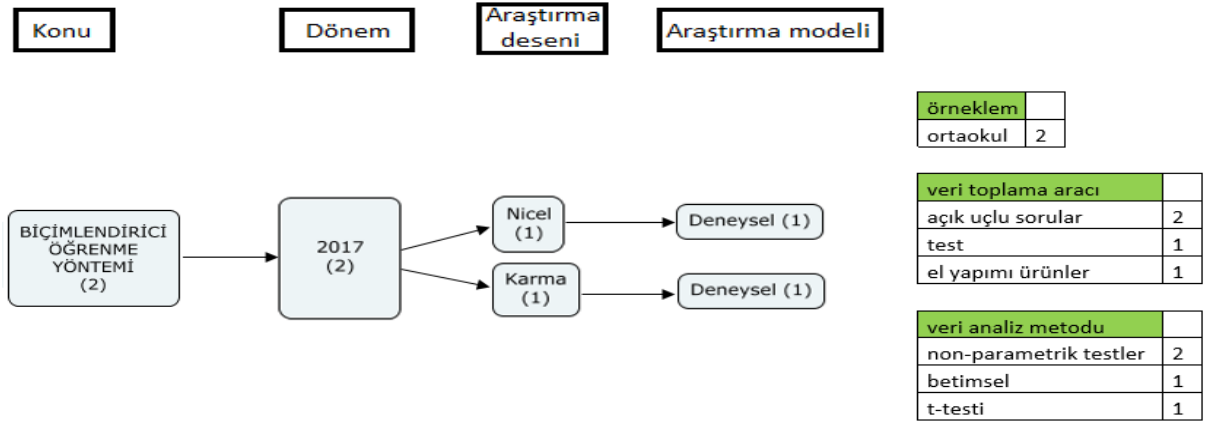 Konu
Dönem
Araştırma
deseni
Araştırma modeli
BİÇİMLENDİRİCİ
ÖĞRENME
YÖNTEMİ
(2)
2017
(2)
Nicel
(1)
Deneysel (1)
Karma
(1)
Deneysel (1)
örneklem
ortaokul 2
veri toplama aracı
açık uçlu sorular 2
test 1
el yapımı ürünler 1
veri analiz metodu
non-parametrik testler 2
betimsel 1
t-testi 1